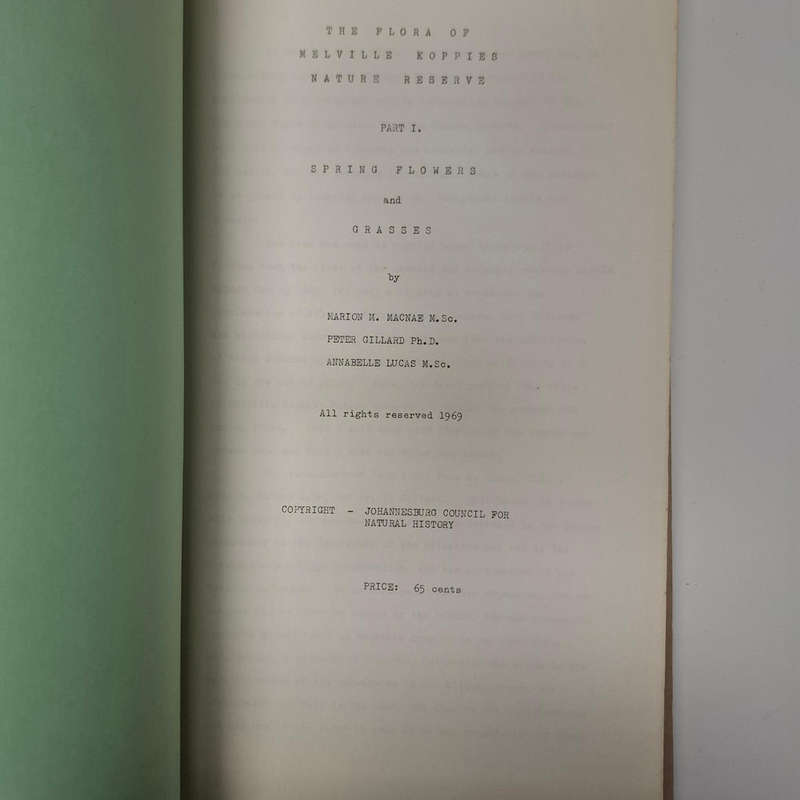 THE FLORA OF
MELVILLE KOPPIES
NATURE RESERVE
PART I.
SPRING FLOWERS
and
GRASSES
by
MARION M. MACNAE M.Sc.
PETER GILLARD Ph.D.
ANNABELLE LUCAS M.Sc.
All rights reserved 1969
COPYRIGHT - JOHANNESBURG COUNCIL FOR
NATURAL HISTORY
PRICE: 65 cents